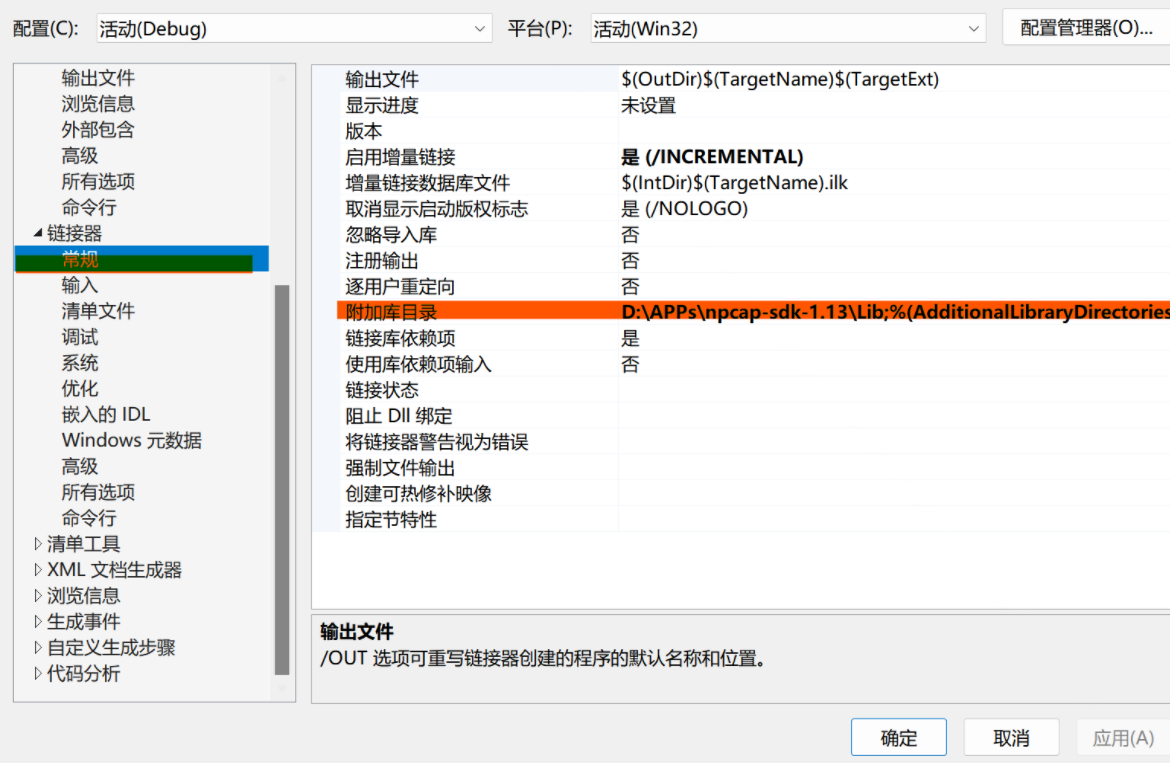 配置(C): 活动(Debug) 平台(P): 活动(Win32) 配置管理器(O)...
输出文件
浏览信息
外部包含
高级
所有选项
命令行
链接器
常规
输入
清单文件
调试
系统
优化
嵌入的 IDL
Windows 元数据
高级
所有选项
命令行
清单工具
XML 文档生成器
浏览信息
生成事件
自定义生成步骤
代码分析
输出文件 $(OutDir)$(TargetName)$(TargetExt)
显示进度 未设置
版本
启用增量链接 是 (/INCREMENTAL)
增量链接数据库文件 $(IntDir)$(TargetName).ilk
取消显示启动版权标志 是 (/NOLOGO)
忽略导入库 否
注册输出 否
逐用户重定向 否
附加库目录 D:\APPs\npcap-sdk-1.13\Lib;%(AdditionalLibraryDirectories
链接库依赖项 是
使用库依赖项输入 否
链接状态
阻止 Dll 绑定
将链接器警告视为错误
强制文件输出
创建可热修补映像
指定节特性
输出文件
/OUT 选项可重写链接器创建的程序的默认名称和位置。
确定 取消 应用(A)